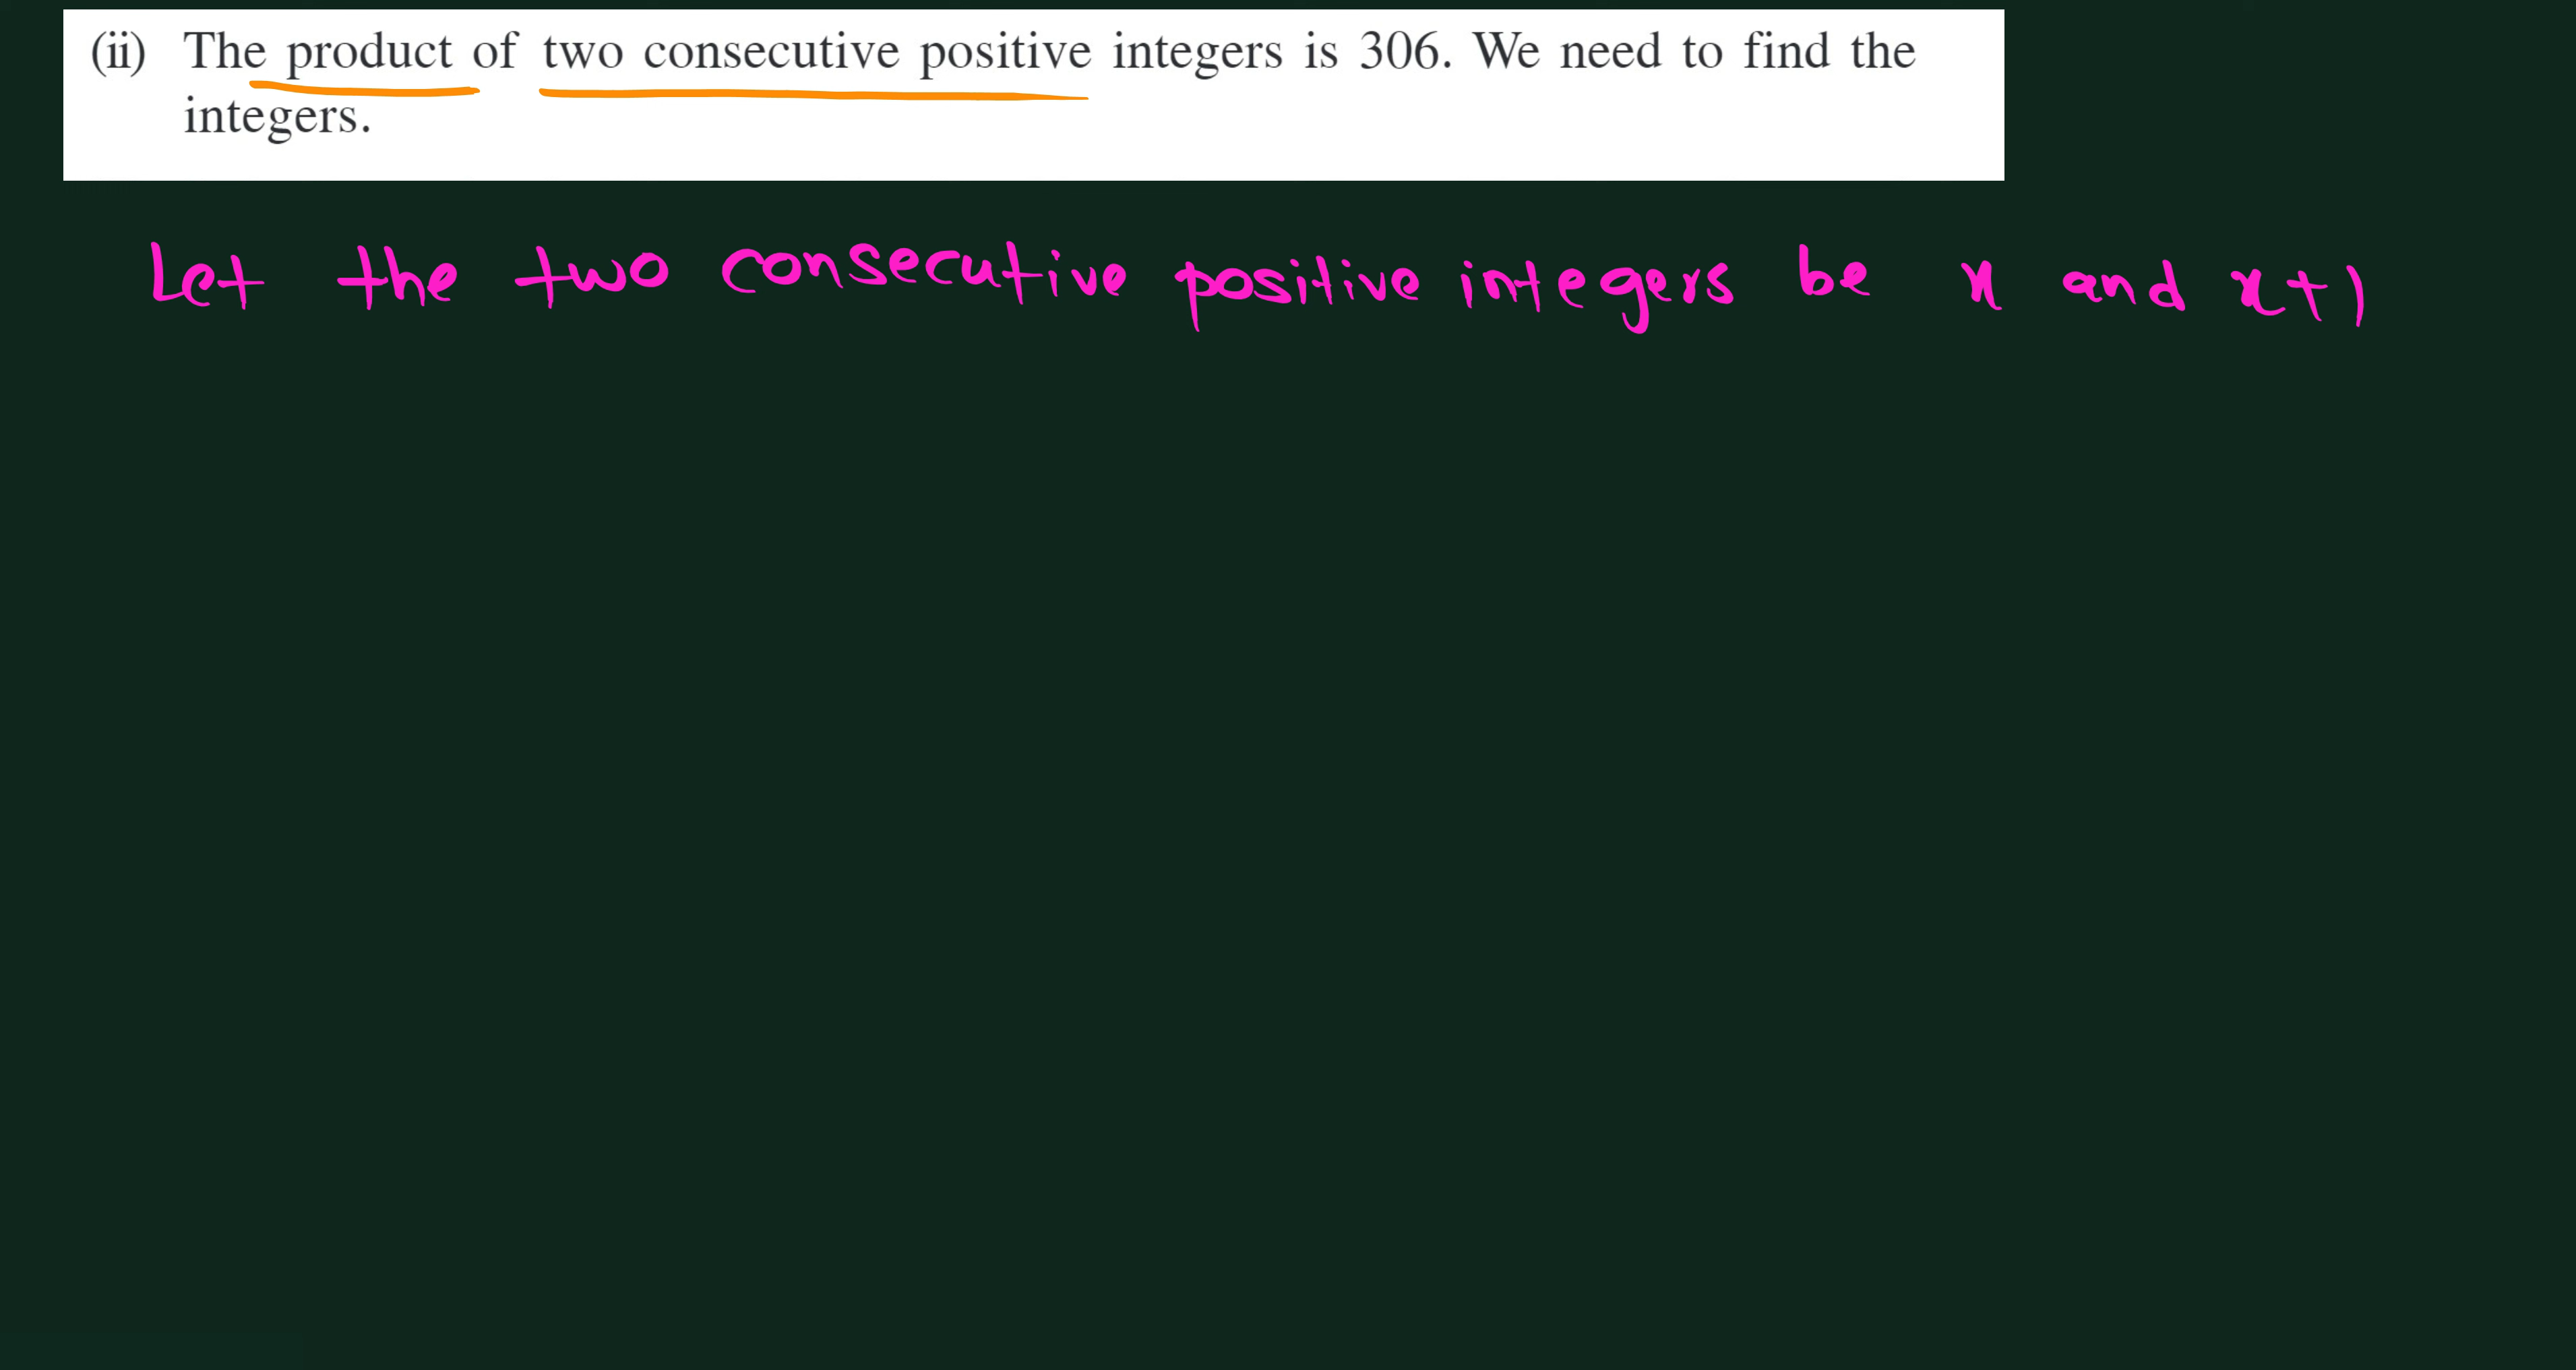 (ii) The product of two consecutive positive integers is 306. We need to find the
integers.
Let the two consecutive positive integers be x and x+1